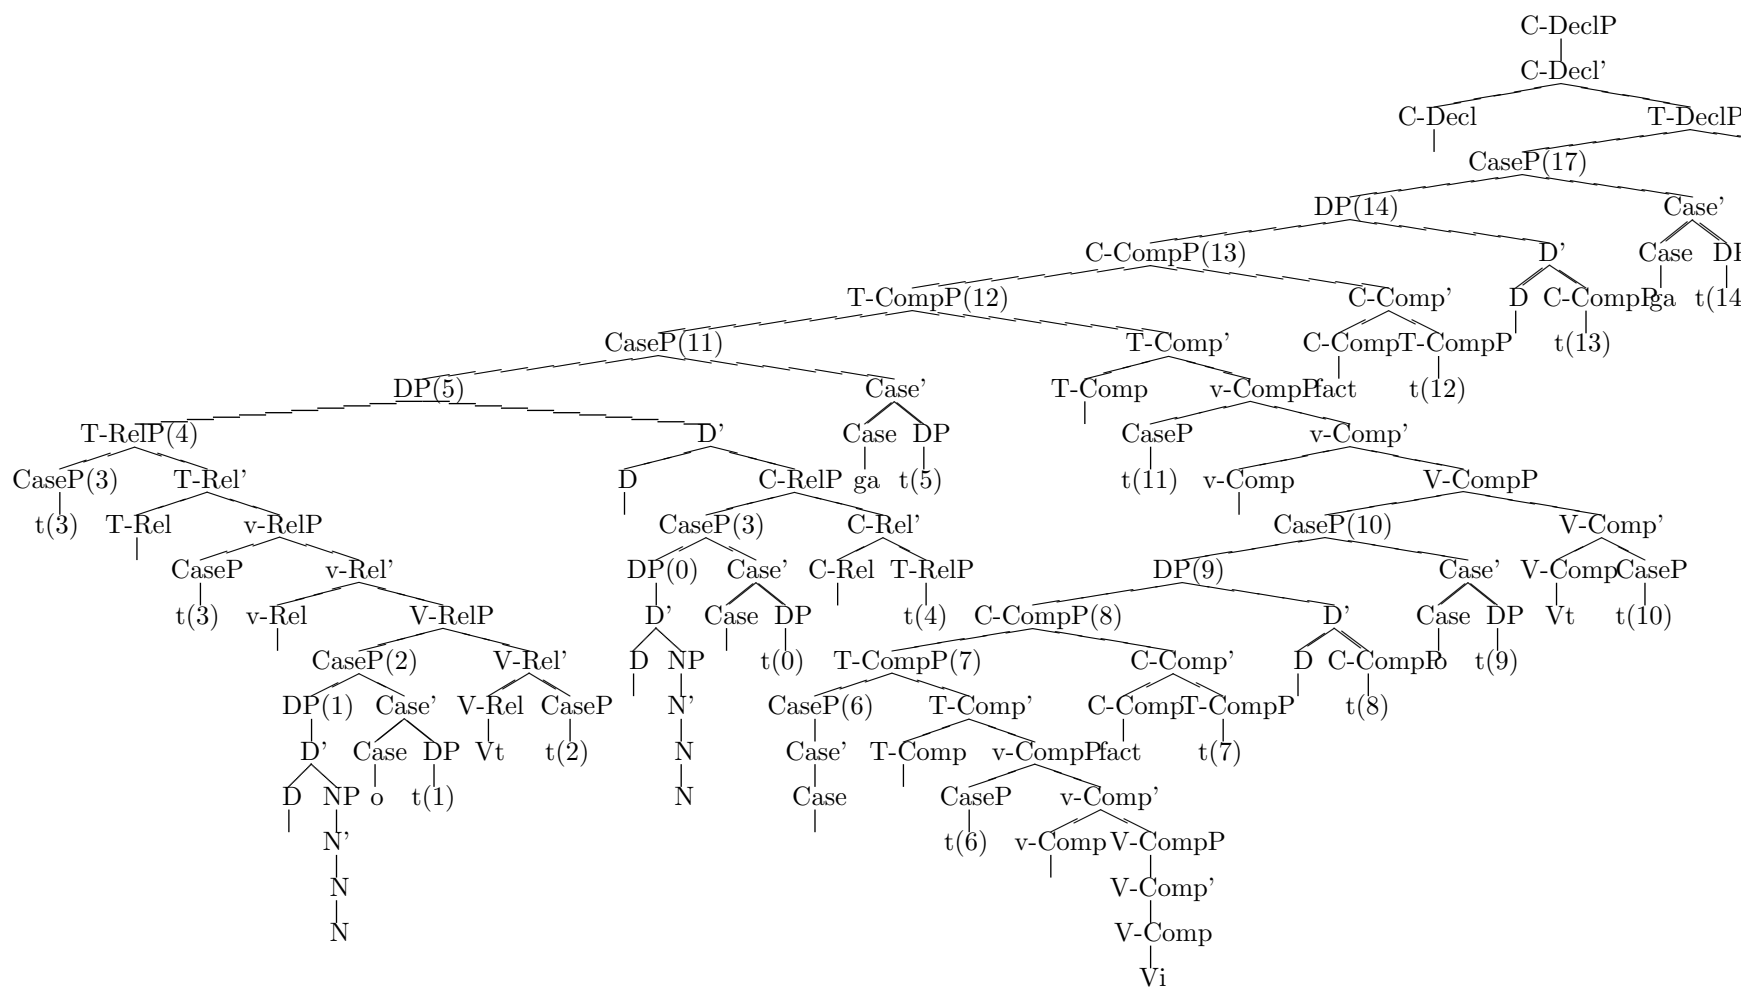 C-DeclP
C-Decl'
C-Decl T-DeclP
CaseP(17)
DP(14) Case'
C-CompP(13) D' Case
T-CompP(12) C-Comp' D C-CompP ga t(14
CaseP(11) T-Comp' C-Comp T-CompP t(13)
DP(5) Case' T-Comp v-CompP fact t(12)
T-RelP(4) D' Case DP CaseP v-Comp'
CaseP(3) T-Rel' D C-RelP ga t(5) t(11) v-Comp V-CompP
t(3) T-Rel v-RelP CaseP(3) C-Rel' CaseP(10) V-Comp'
CaseP v-Rel' DP(0) Case' C-Rel T-RelP DP(9) Case' V-Comp CaseP
t(3) v-Rel V-RelP D' Case DP t(4) C-CompP(8) D' Case DP Vt t(10)
CaseP(2) V-Rel' D NP t(0) T-CompP(7) C-Comp' D C-CompP o t(9)
DP(1) Case' V-Rel CaseP N' CaseP(6) T-Comp' C-Comp T-CompP t(8)
D' Case DP Vt t(2) N Case' T-Comp v-CompP fact t(7)
D NP o t(1) N Case CaseP v-Comp'
N' t(6) v-Comp V-CompP
N V-Comp'
N V-Comp
Vi